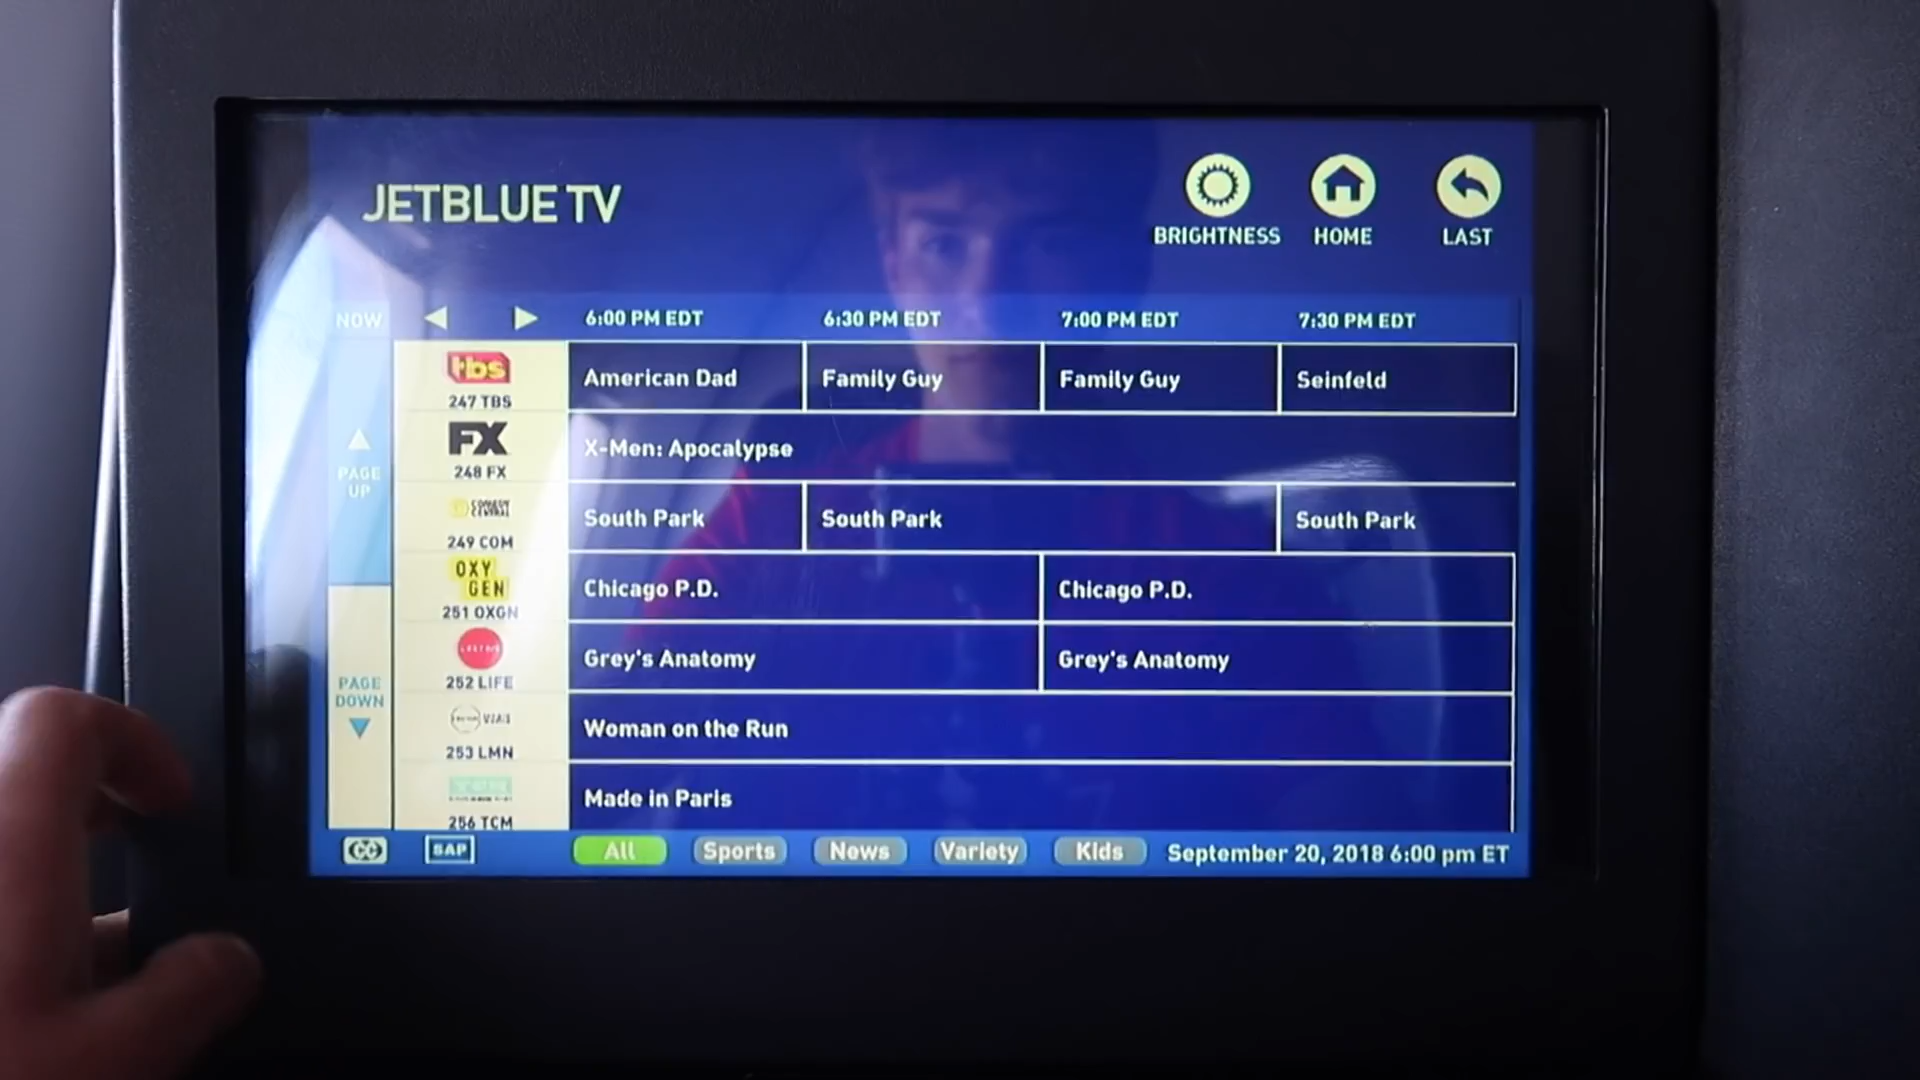 JETBLUE TV
BRIGHTNESS HOME LAST
NOW 6:00 PM EDT 6:30 PM EDT 7:00 PM EDT 7:30 PM EDT
tbs
247 TBS
American Dad Family Guy Family Guy Seinfeld
FX
248 FX
X-Men: Apocalypse
PAGE
UP
COMEDY
CENTRAL
249 COM
South Park South Park South Park
OXY
GEN
251 OXGN
Chicago P.D. Chicago P.D.
252 LIFE
Grey's Anatomy Grey's Anatomy
PAGE
DOWN
253 LMN
Woman on the Run
256 TCM
Made in Paris
CC SAP All Sports News Variety Kids September 20, 2018 6:00 pm ET